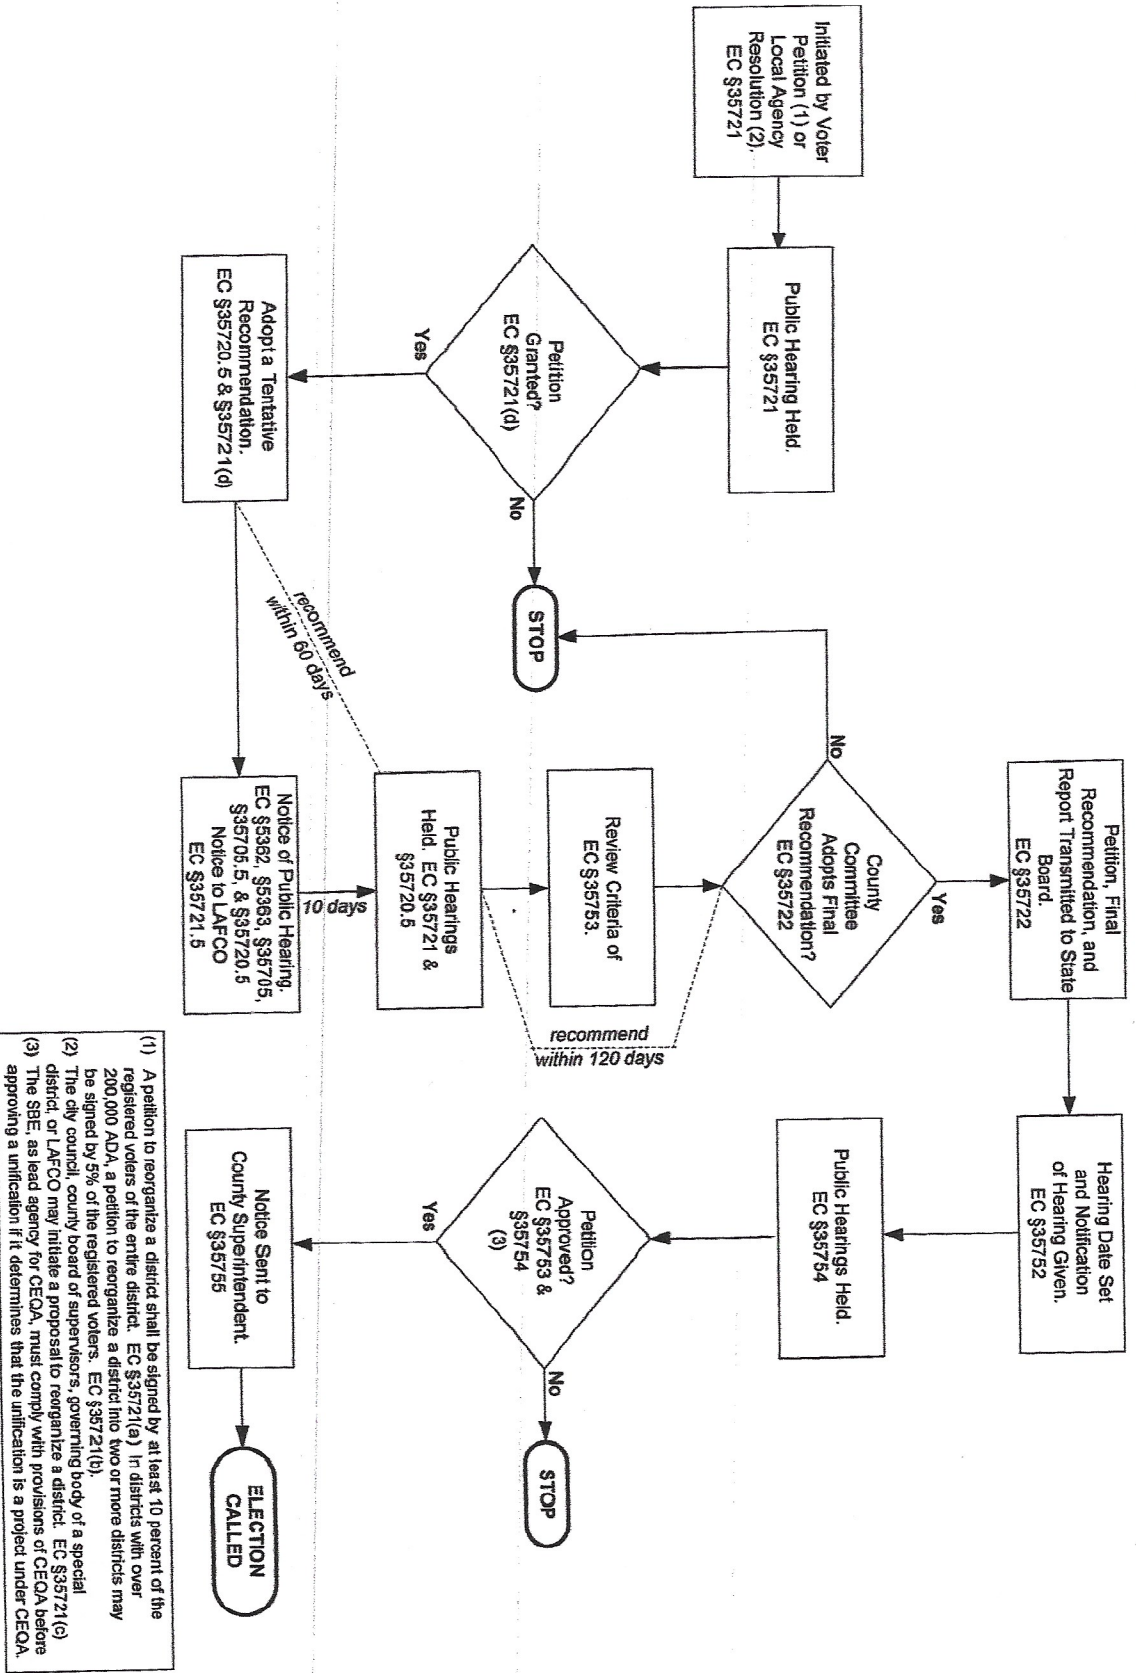 Initiated by Voter
Petition (1) or
Local Agency
Resolution (2).
EC §35721
Public Hearing Held.
EC §35721
Petition
Granted?
EC §35721(d)
No
STOP
Yes
Adopt a Tentative
Recommendation.
EC §35720.5 & §35721(d)
recommend
within 60 days
Notice of Public Hearing.
EC §5362, §5363, §35705,
§35705.5, & §35720.5
Notice to LAFCO
EC §35721.5
10 days
Public Hearings
Held. EC §35721 &
§35720.5
Review Criteria of
EC §35753.
recommend
within 120 days
County
Committee
Adopts Final
Recommendation?
EC §35722
No
Yes
Petition, Final
Recommendation, and
Report Transmitted to State
Board.
EC §35722
Hearing Date Set
and Notification
of Hearing Given.
EC §35752
Public Hearings Held.
EC §35754
Petition
Approved?
EC §35753 &
§35754
(3)
No
STOP
Yes
Notice Sent to
County Superintendent.
EC §35755
ELECTION
CALLED
(1) A petition to reorganize a district shall be signed by at least 10 percent of the
registered voters of the entire district. EC §35721(a) In districts with over
200,000 ADA, a petition to reorganize a district into two or more districts may
be signed by 5% of the registered voters. EC §35721(b).
(2) The city council, county board of supervisors, governing body of a special
district, or LAFCO may initiate a proposal to reorganize a district. EC §35721(c)
(3) The SBE, as lead agency for CEQA, must comply with provisions of CEQA before
approving a unification if it determines that the unification is a project under CEQA.